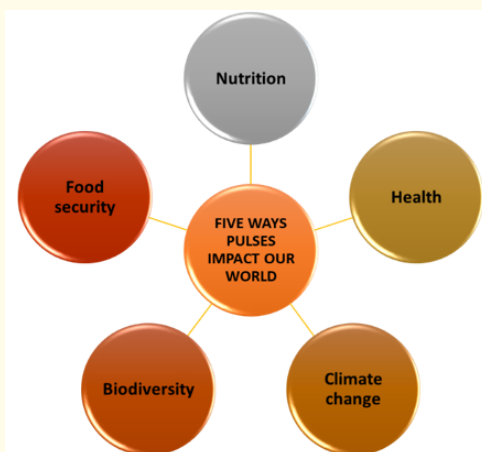 Nutrition
Health
Climate
change
Biodiversity
Food
security
FIVE WAYS
PULSES
IMPACT OUR
WORLD